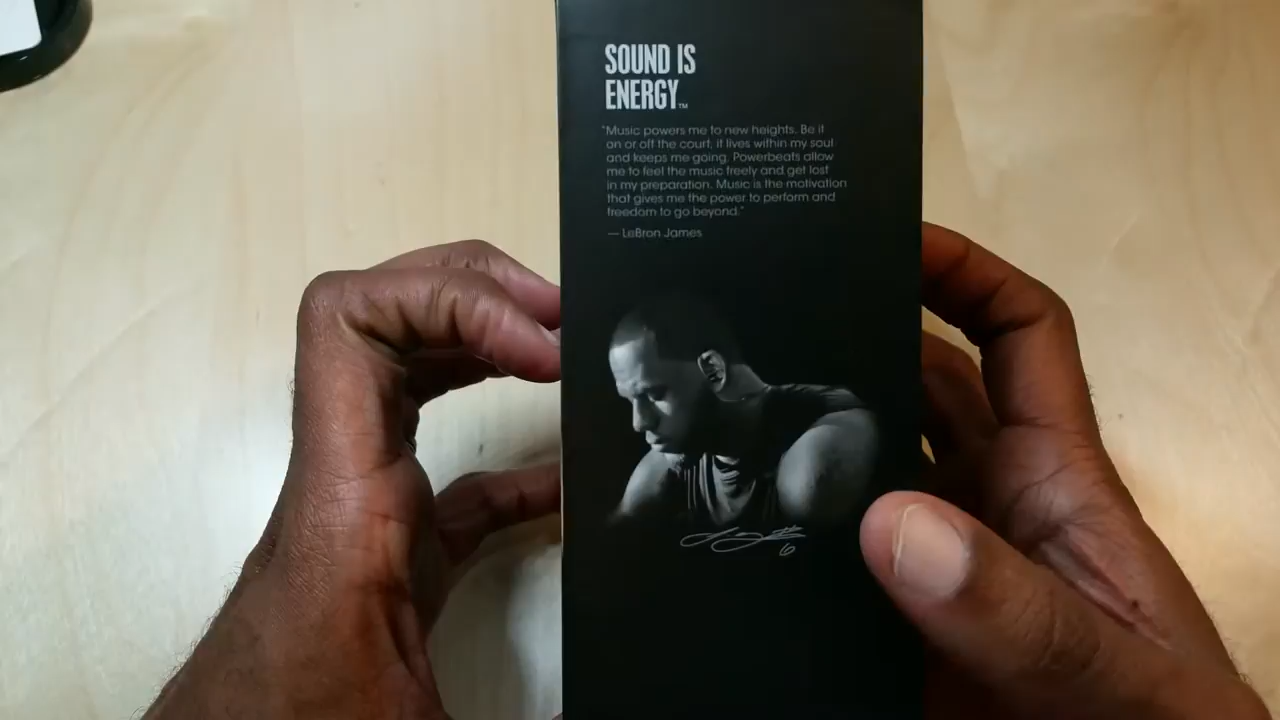 SOUND IS
ENERGY™
"Music powers me to new heights. Be it
on or off the court, it lives within my soul
and keeps me going. Powerbeats allow
me to feel the music freely and get lost
in my preparation. Music is the motivation
that gives me the power to perform and
freedom to go beyond."
— LeBron James
6